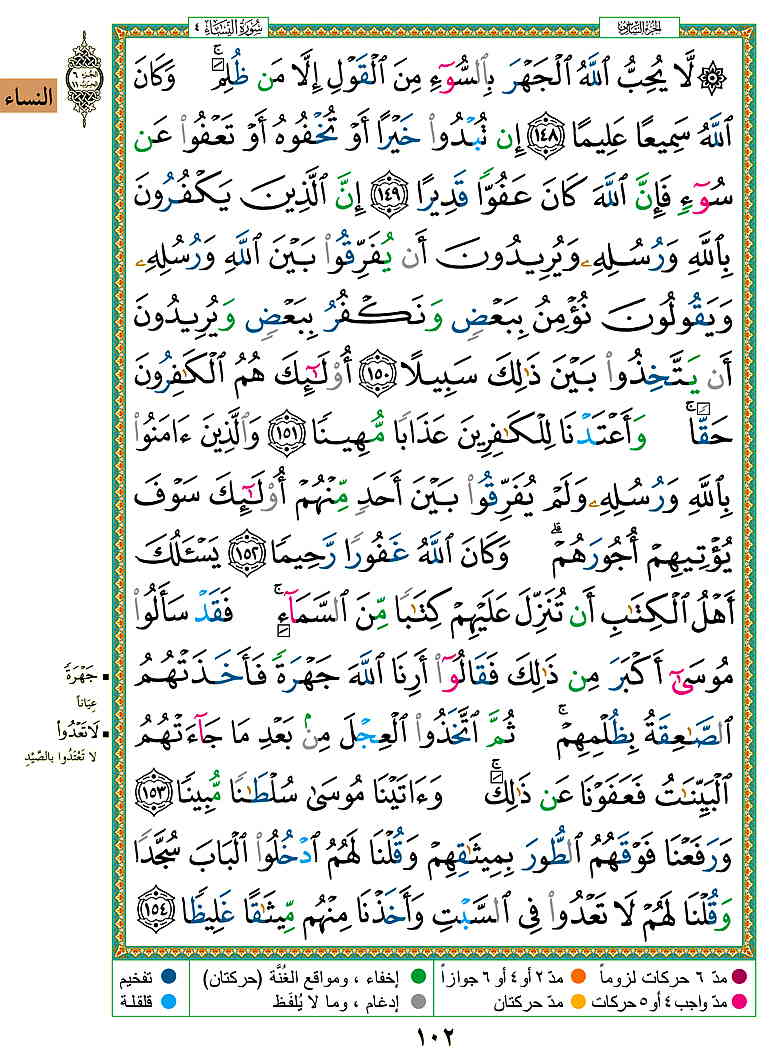 الجزء السادس
سُورَةُ النِّسَاءِ ٤
الجزء ٦
النساء
۞ لَّا يُحِبُّ ٱللَّهُ ٱلْجَهْرَ بِٱلسُّوٓءِ مِنَ ٱلْقَوْلِ إِلَّا مَن ظُلِمَ ۚ وَكَانَ
ٱللَّهُ سَمِيعًا عَلِيمًا ﴿١٤٨﴾ إِن تُبْدُوا۟ خَيْرًا أَوْ تُخْفُوهُ أَوْ تَعْفُوا۟ عَن
سُوٓءٍ فَإِنَّ ٱللَّهَ كَانَ عَفُوًّا قَدِيرًا ﴿١٤٩﴾ إِنَّ ٱلَّذِينَ يَكْفُرُونَ
بِٱللَّهِ وَرُسُلِهِۦ وَيُرِيدُونَ أَن يُفَرِّقُوا۟ بَيْنَ ٱللَّهِ وَرُسُلِهِۦ
وَيَقُولُونَ نُؤْمِنُ بِبَعْضٍ وَنَكْفُرُ بِبَعْضٍ وَيُرِيدُونَ
أَن يَتَّخِذُوا۟ بَيْنَ ذَٰلِكَ سَبِيلًا ﴿١٥٠﴾ أُو۟لَٰٓئِكَ هُمُ ٱلْكَٰفِرُونَ
حَقًّا ۚ وَأَعْتَدْنَا لِلْكَٰفِرِينَ عَذَابًا مُّهِينًا ﴿١٥١﴾ وَٱلَّذِينَ ءَامَنُوا۟
بِٱللَّهِ وَرُسُلِهِۦ وَلَمْ يُفَرِّقُوا۟ بَيْنَ أَحَدٍ مِّنْهُمْ أُو۟لَٰٓئِكَ سَوْفَ
يُؤْتِيهِمْ أُجُورَهُمْ ۗ وَكَانَ ٱللَّهُ غَفُورًا رَّحِيمًا ﴿١٥٢﴾ يَسْـَٔلُكَ
أَهْلُ ٱلْكِتَٰبِ أَن تُنَزِّلَ عَلَيْهِمْ كِتَٰبًا مِّنَ ٱلسَّمَآءِ ۚ فَقَدْ سَأَلُوا۟
مُوسَىٰٓ أَكْبَرَ مِن ذَٰلِكَ فَقَالُوٓا۟ أَرِنَا ٱللَّهَ جَهْرَةً فَأَخَذَتْهُمُ
ٱلصَّٰعِقَةُ بِظُلْمِهِمْ ۚ ثُمَّ ٱتَّخَذُوا۟ ٱلْعِجْلَ مِنۢ بَعْدِ مَا جَآءَتْهُمُ
ٱلْبَيِّنَٰتُ فَعَفَوْنَا عَن ذَٰلِكَ ۚ وَءَاتَيْنَا مُوسَىٰ سُلْطَٰنًا مُّبِينًا ﴿١٥٣﴾
وَرَفَعْنَا فَوْقَهُمُ ٱلطُّورَ بِمِيثَٰقِهِمْ وَقُلْنَا لَهُمُ ٱدْخُلُوا۟ ٱلْبَابَ سُجَّدًا
وَقُلْنَا لَهُمْ لَا تَعْدُوا۟ فِى ٱلسَّبْتِ وَأَخَذْنَا مِنْهُم مِّيثَٰقًا غَلِيظًا ﴿١٥٤﴾
جَهْرَةً
عِيَاناً
لَا تَعْدُوا۟
لا تَعْتَدُوا بالصَّيْدِ
مدّ ٦ حركات لزوماً
مدّ ٢ أو ٤ أو ٦ جوازاً
إخفاء ، ومواقع الغُنَّة (حركتان)
تفخيم
مدّ واجب ٤ أو ٥ حركات
مدّ حركتان
إدغام ، وما لا يُلفَظ
قلقلة
١٠٢